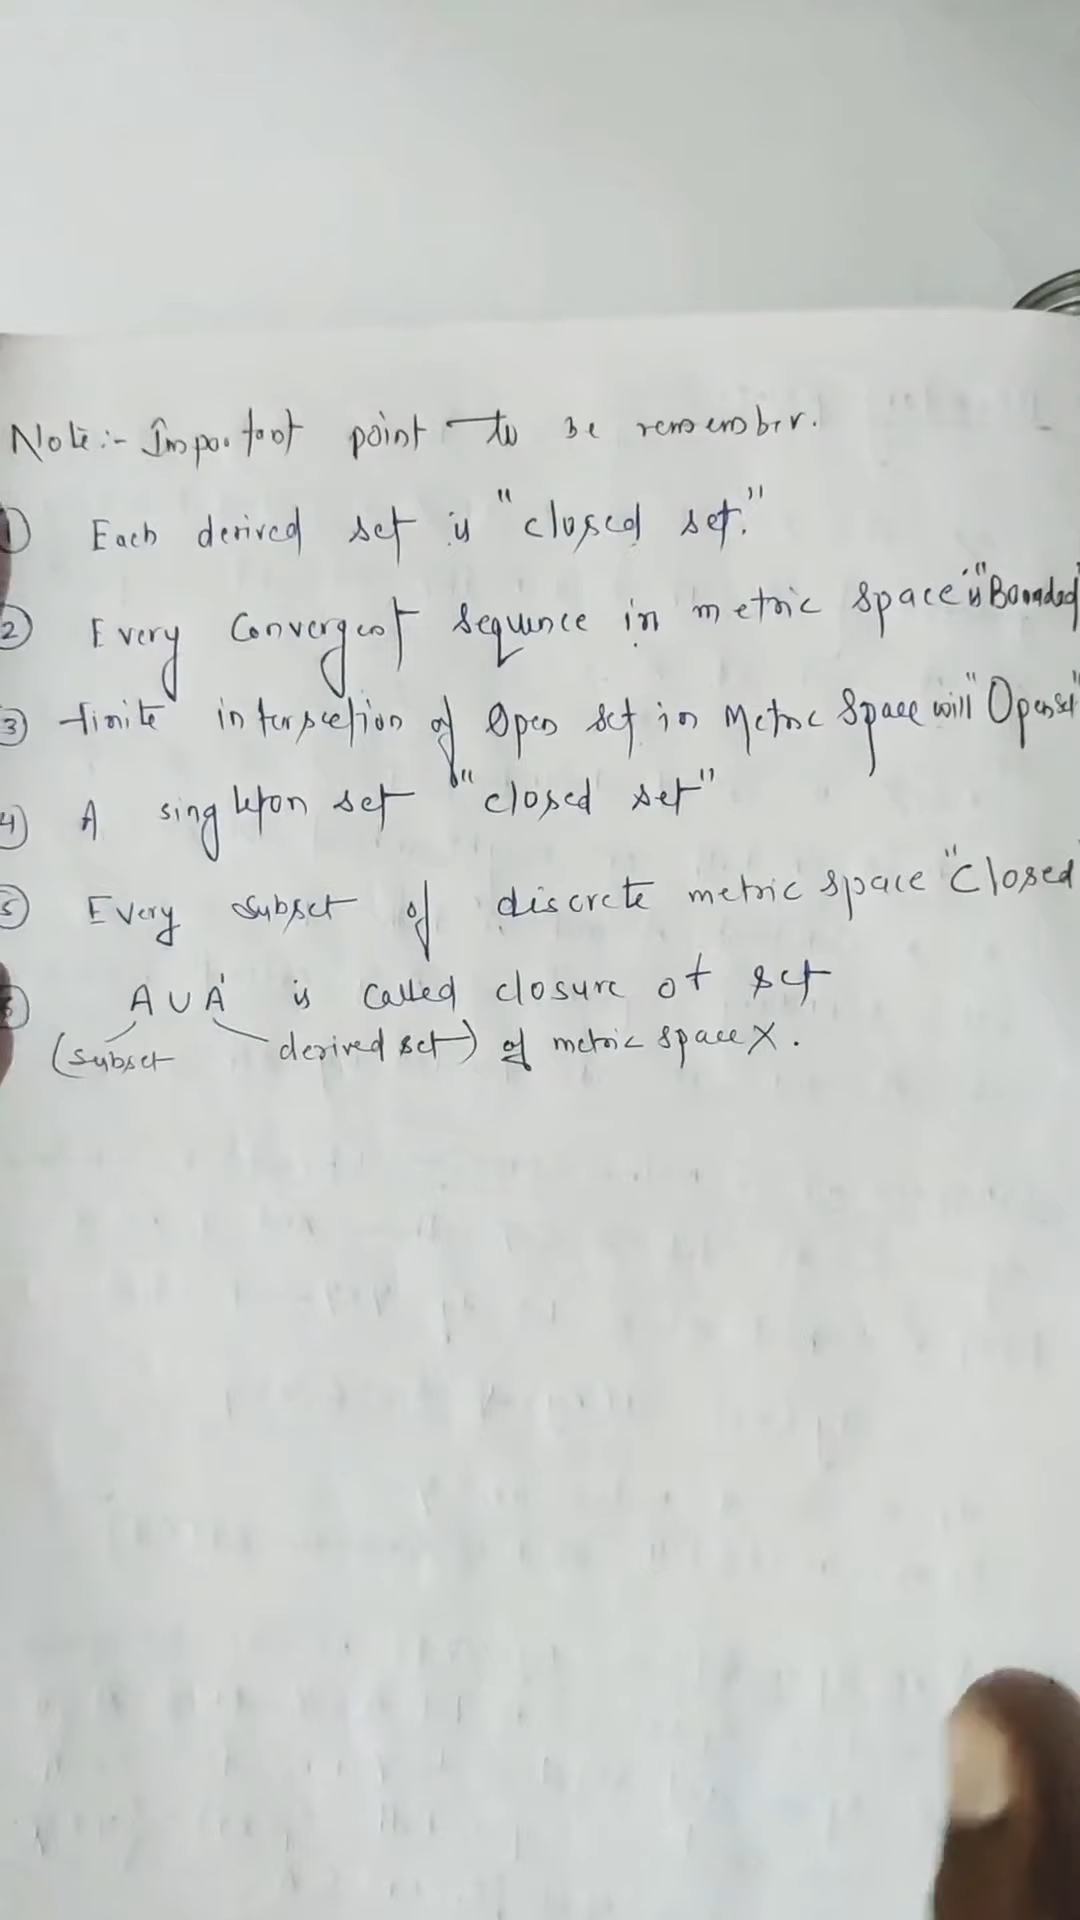 Note:- Important point to be remember.
① Each derived set is "closed set."
② Every Convergent sequence in metric space is "Bounded"
③ finite intersection of Open set in Metric Space will "Open set"
④ A singleton set "closed set"
⑤ Every subset of discrete metric space "Closed"
A ∪ A' is called closure of set
(subset derived set) of metric space X.